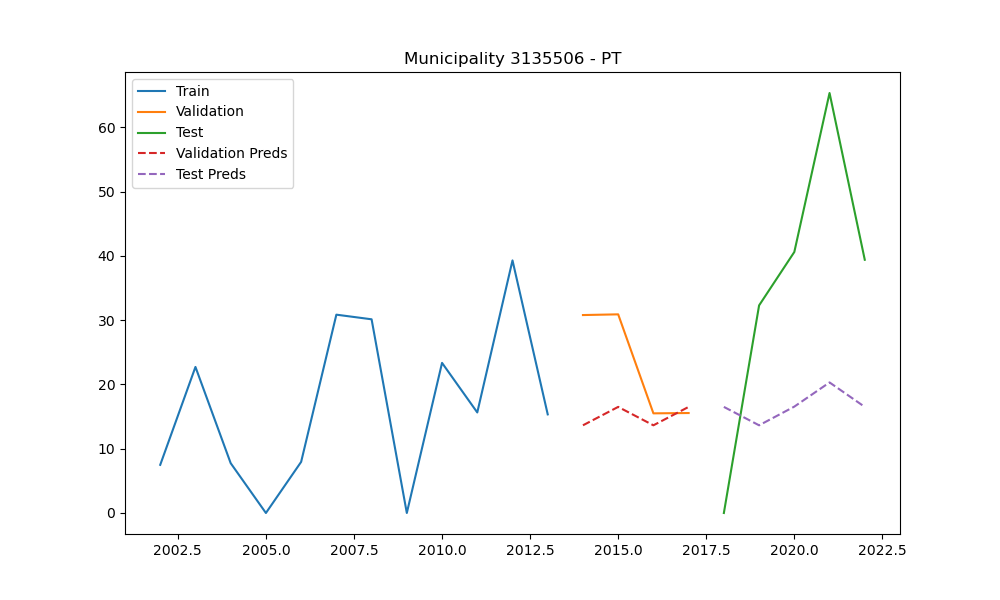 Municipality 3135506 - PT
Train
Validation
Test
Validation Preds
Test Preds
60
50
40
30
20
10
0
2002.5 2005.0 2007.5 2010.0 2012.5 2015.0 2017.5 2020.0 2022.5